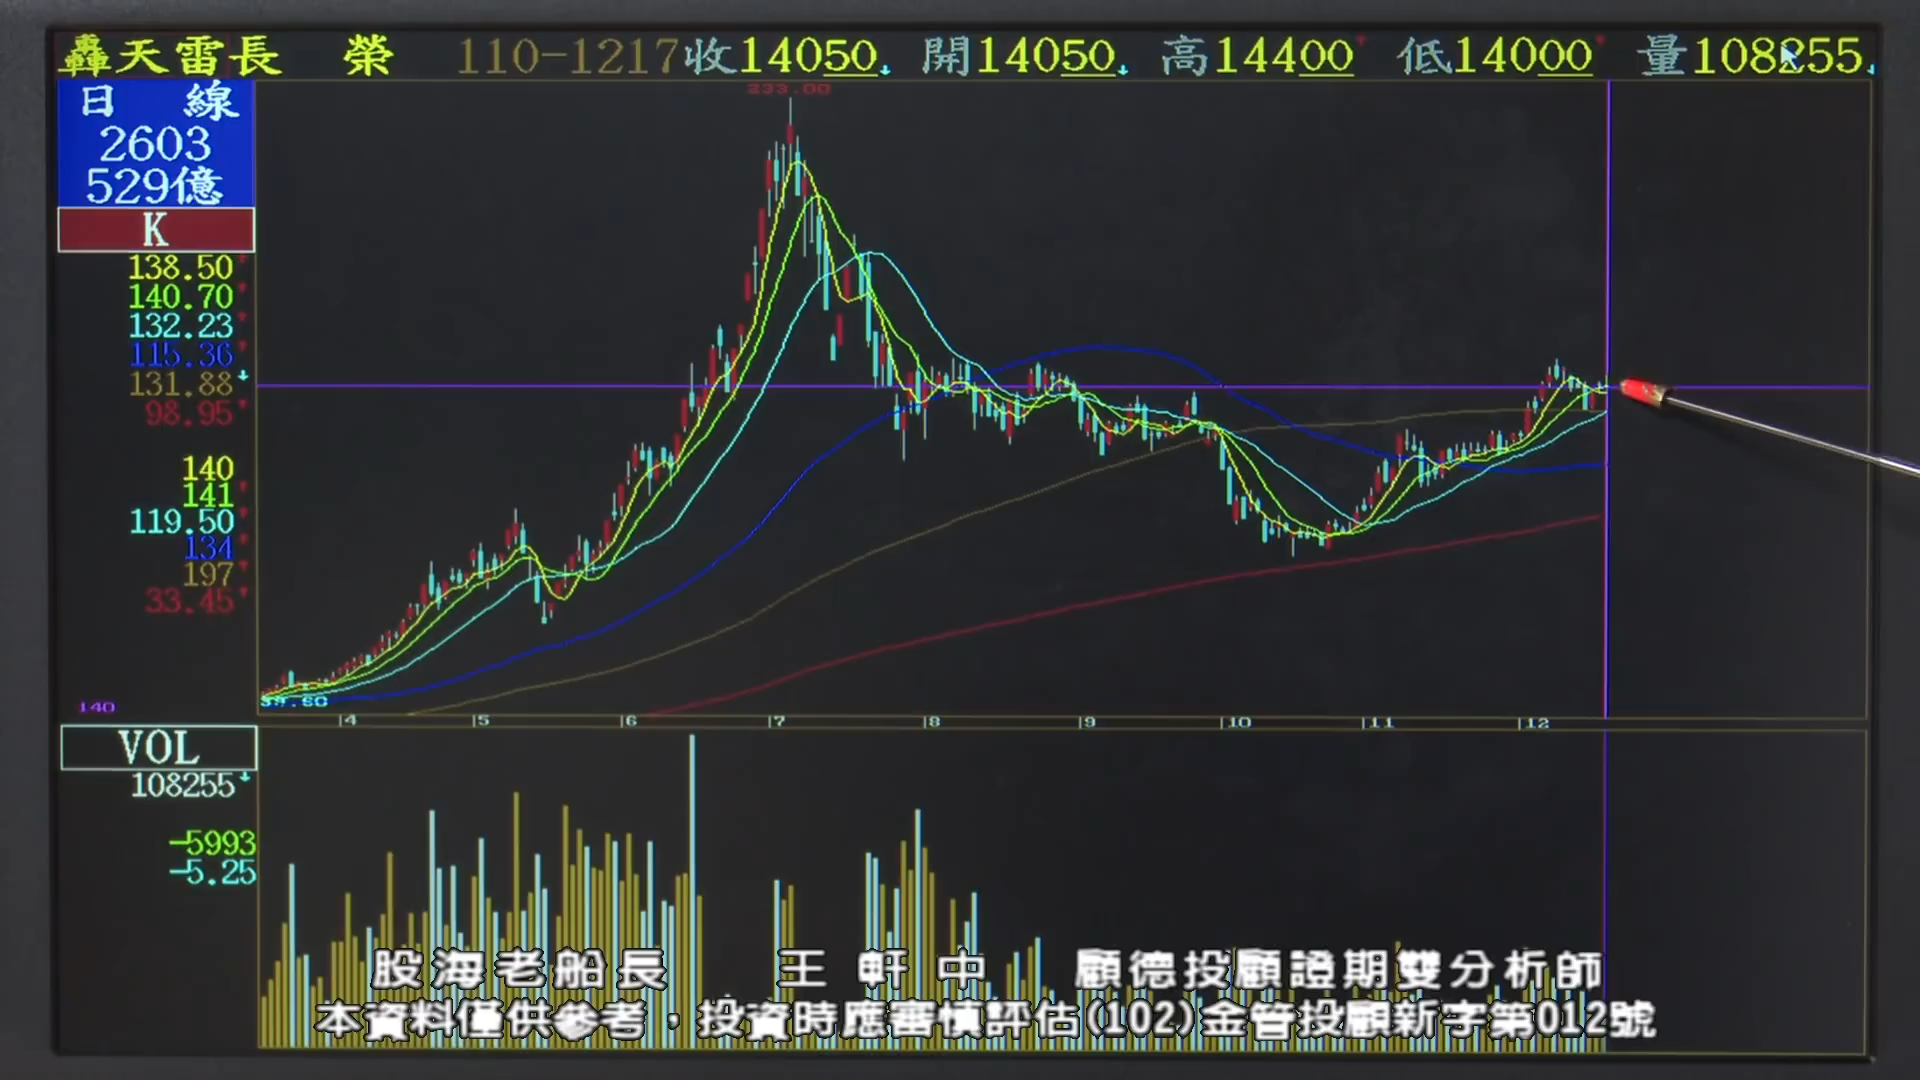 轟天雷長 榮 110-1217收14050 開14050 高14400 低14000 量108255
日 線
2603
529億
K
233.00
138.50
140.70
132.23
115.36
131.88
98.95
140
141
119.50
134
197
33.45
140
4 5 6 7 8 9 10 11 12
VOL
108255
-5993
-5.25
股海老船長 王軒中 顧德投顧證期雙分析師
本資料僅供參考，投資時應審慎評估(102)金管投顧新字第012號